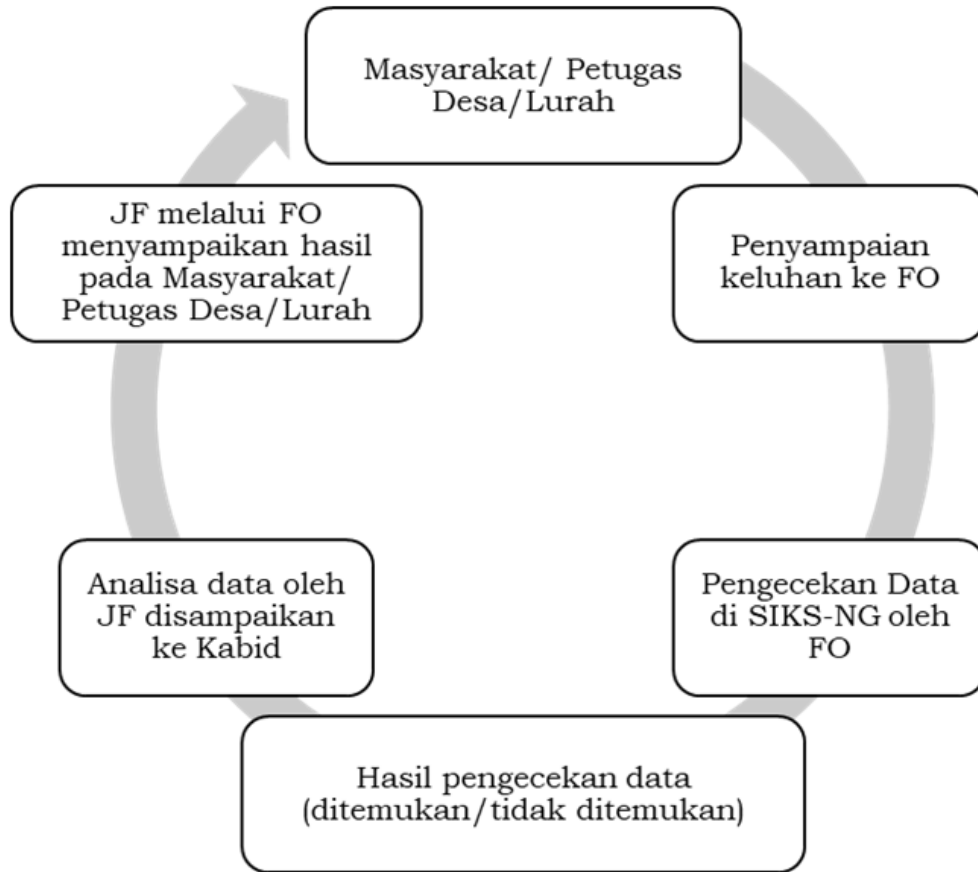 Masyarakat/ Petugas
Desa/Lurah
Penyampaian
keluhan ke FO
Pengecekan Data
di SIKS-NG oleh
FO
Hasil pengecekan data
(ditemukan/tidak ditemukan)
Analisa data oleh
JF disampaikan
ke Kabid
JF melalui FO
menyampaikan hasil
pada Masyarakat/
Petugas Desa/Lurah